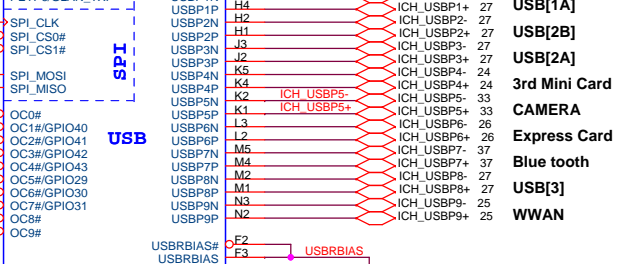 USBP1P H4 ICH_USBP1+ 27 USB[1A]
SPI_CLK USBP2N H2 ICH_USBP2- 27
SPI_CS0# USBP2P H1 ICH_USBP2+ 27 USB[2B]
SPI_CS1# USBP3N J3 ICH_USBP3- 27
SPI USBP3P J2 ICH_USBP3+ 27 USB[2A]
SPI_MOSI USBP4N K5 ICH_USBP4- 24
SPI_MISO USBP4P K4 ICH_USBP4+ 24 3rd Mini Card
USBP5N K2 ICH_USBP5- ICH_USBP5- 33
OC0# USBP5P K1 ICH_USBP5+ ICH_USBP5+ 33 CAMERA
OC1#/GPIO40 USBP6N L3 ICH_USBP6- 26
OC2#/GPIO41 USB USBP6P L2 ICH_USBP6+ 26 Express Card
OC3#/GPIO42 USBP7N M5 ICH_USBP7- 37
OC4#/GPIO43 USBP7P M4 ICH_USBP7+ 37 Blue tooth
OC5#/GPIO29 USBP8N M2 ICH_USBP8- 27
OC6#/GPIO30 USBP8P M1 ICH_USBP8+ 27 USB[3]
OC7#/GPIO31 USBP9N N3 ICH_USBP9- 25
OC8# USBP9P N2 ICH_USBP9+ 25 WWAN
OC9#
USBRBIAS# F2
USBRBIAS F3 USBRBIAS